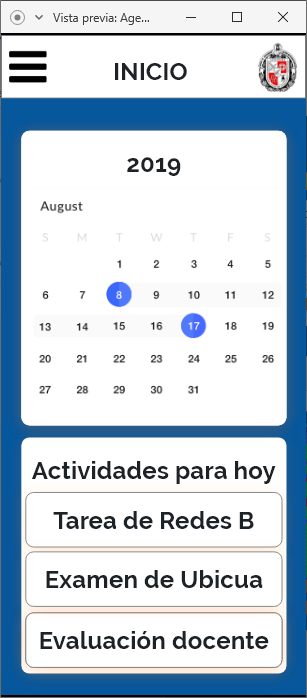 Vista previa: Age...
INICIO
2019
August
S M T W T F S
1 2 3 4 5
6 7 8 9 10 11 12
13 14 15 16 17 18 19
20 21 22 23 24 25 26
27 28 29 30 31
Actividades para hoy
Tarea de Redes B
Examen de Ubicua
Evaluación docente